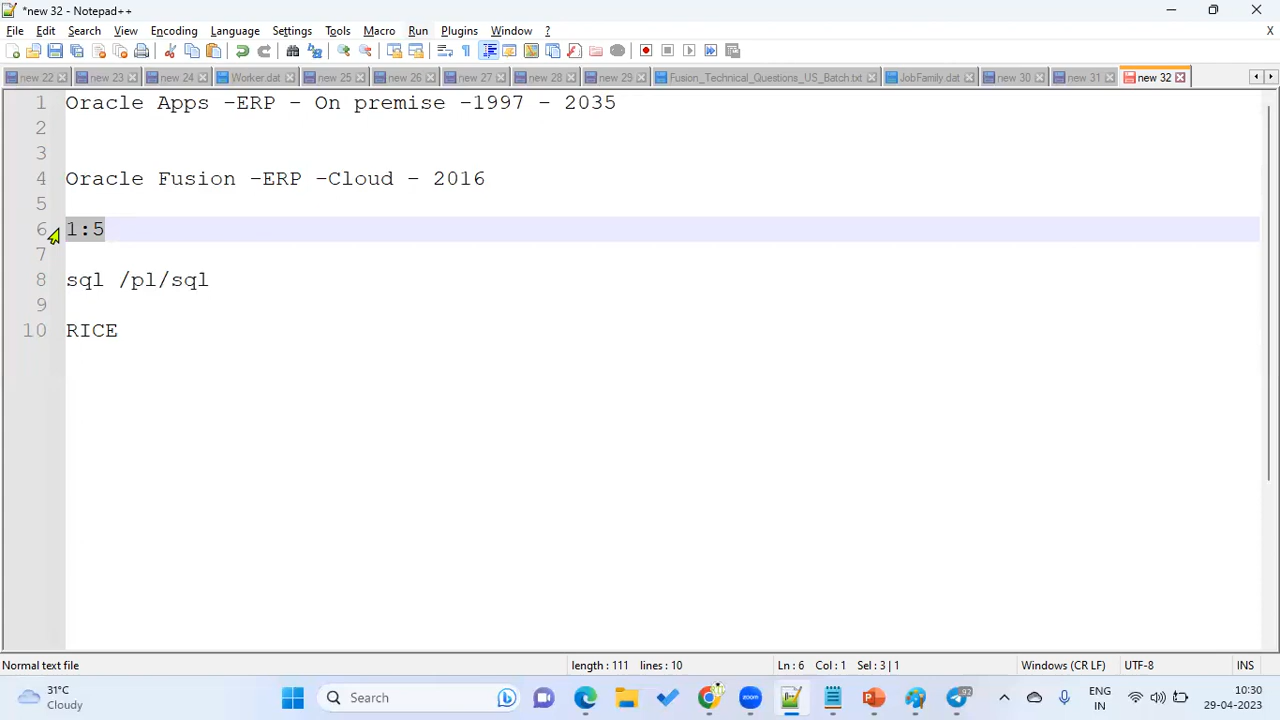 *new 32 - Notepad++
File Edit Search View Encoding Language Settings Tools Macro Run Plugins Window ? X
new 22 new 23 new 24 Worker.dat new 25 new 26 new 27 new 28 new 29 Fusion_Technical_Questions_US_Batch.txt JobFamily.dat new 30 new 31 new 32
1 Oracle Apps -ERP - On premise -1997 - 2035
2
3
4 Oracle Fusion -ERP -Cloud - 2016
5
6 1:5
7
8 sql /pl/sql
9
10 RICE
Normal text file length : 111 lines : 10 Ln : 6 Col : 1 Sel : 3 | 1 Windows (CR LF) UTF-8 INS
31°C
Cloudy
Search
zoom
92
ENG
IN
10:30
29-04-2023